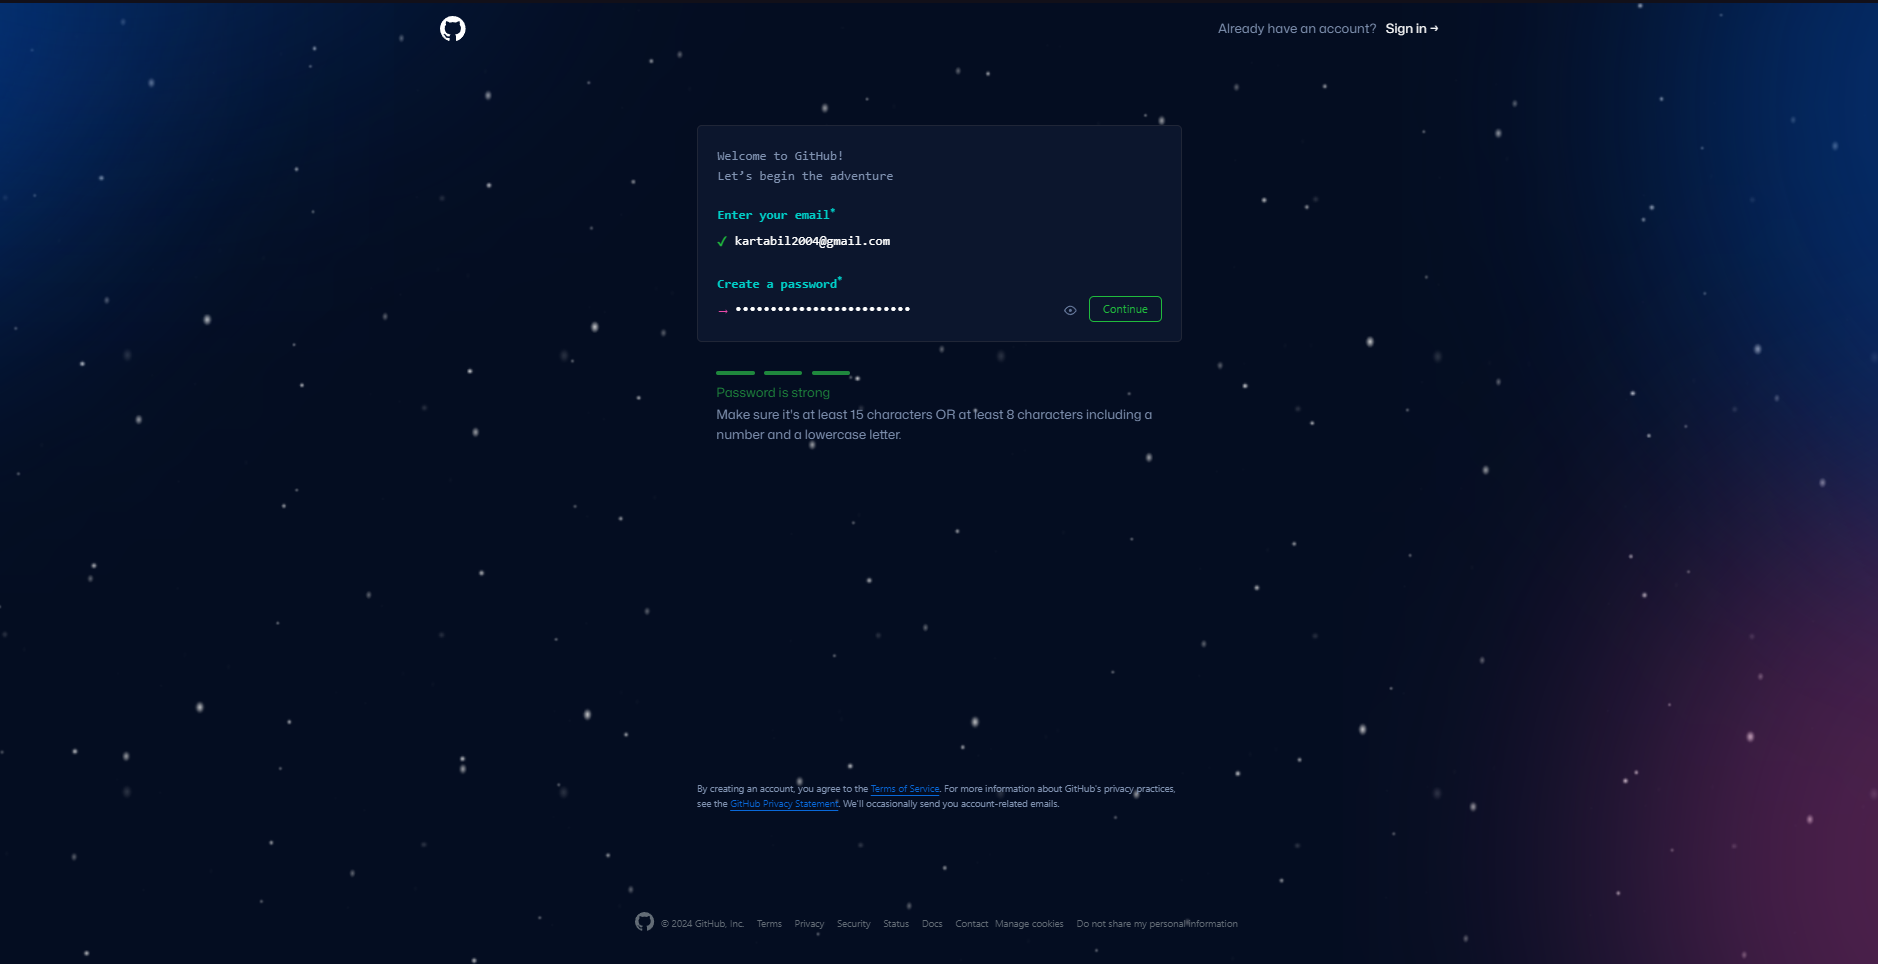 Already have an account? Sign in →
Welcome to GitHub!
Let’s begin the adventure
Enter your email*
✓ kartabil2004@gmail.com
Create a password*
→ •••••••••••••••••••••••••
Continue
Password is strong
Make sure it's at least 15 characters OR at least 8 characters including a
number and a lowercase letter.
By creating an account, you agree to the Terms of Service. For more information about GitHub's privacy practices,
see the GitHub Privacy Statement. We'll occasionally send you account-related emails.
© 2024 GitHub, Inc. Terms Privacy Security Status Docs Contact Manage cookies Do not share my personal information